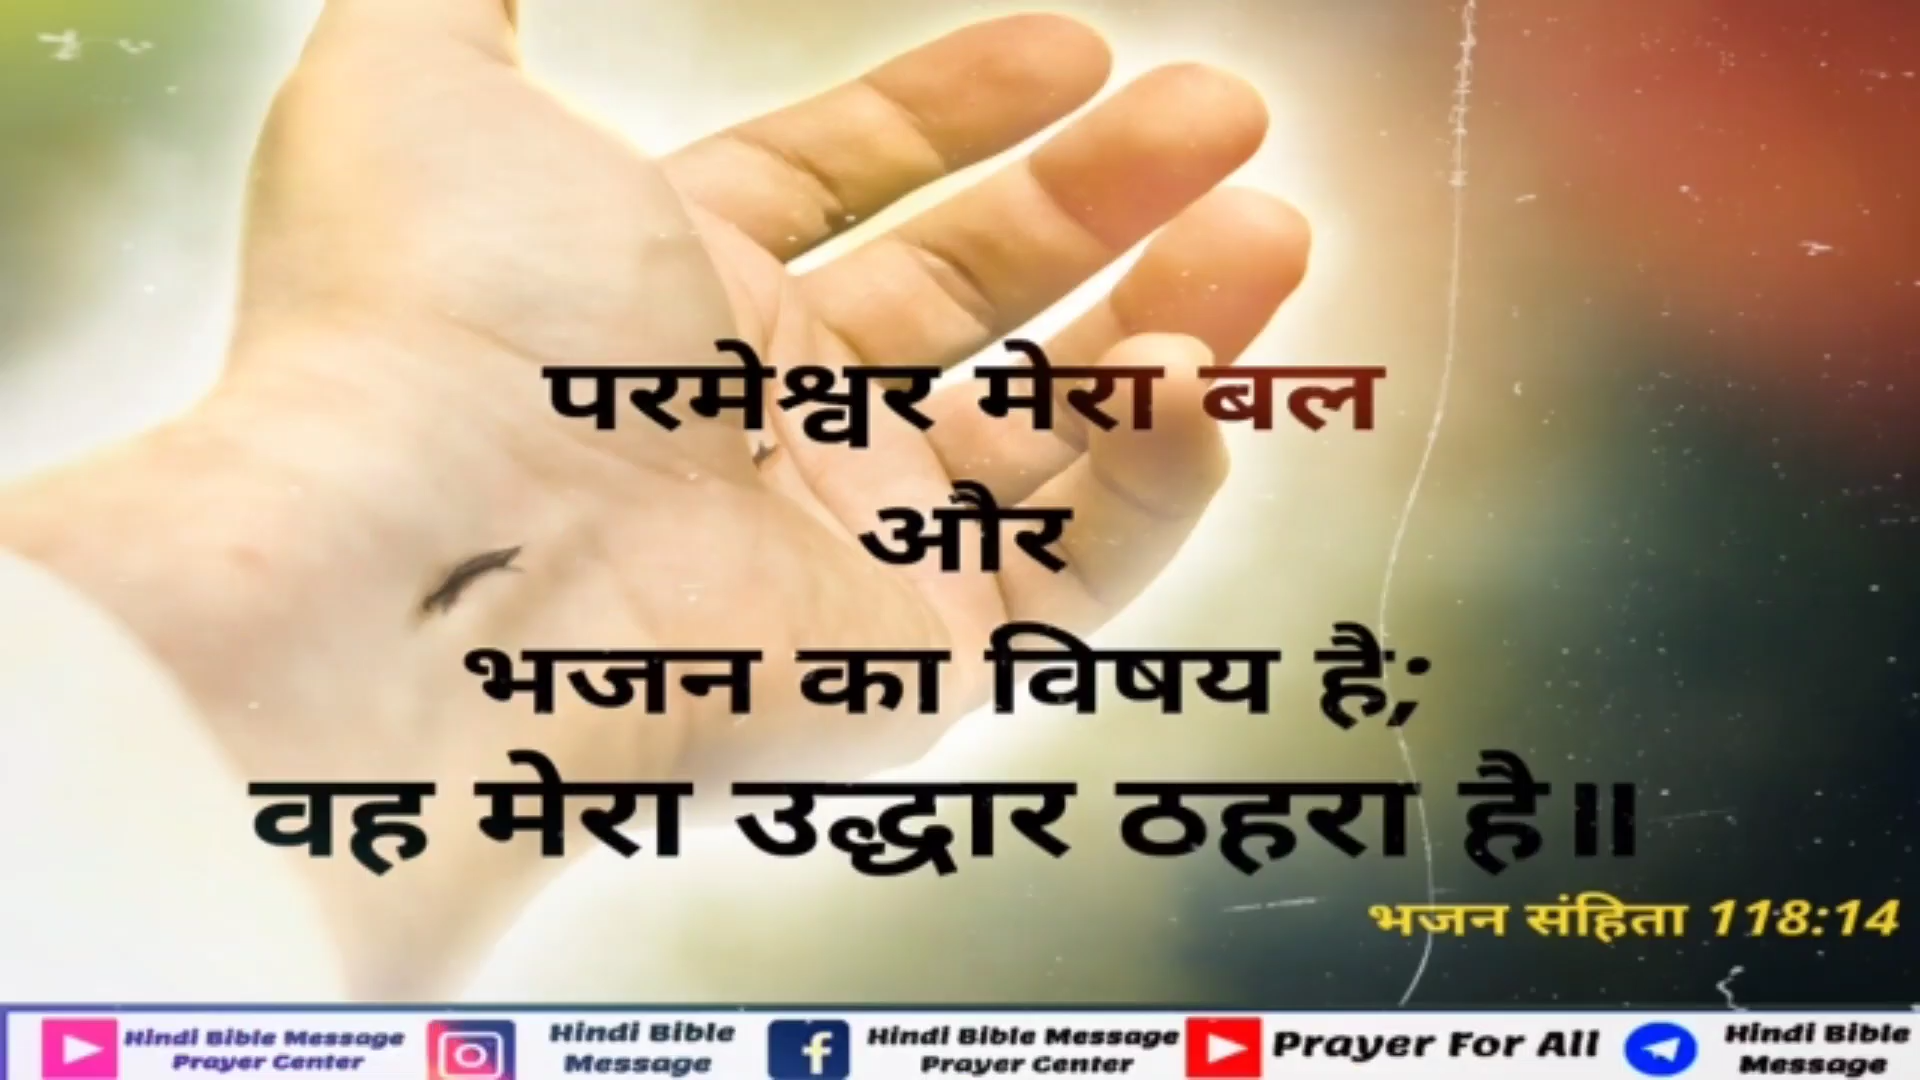 परमेश्वर मेरा बल
और
भजन का विषय है;
वह मेरा उद्धार ठहरा है॥
भजन संहिता 118:14
Hindi Bible Message
Prayer Center
Hindi Bible
Message
Hindi Bible Message
Prayer Center
Prayer For All
Hindi Bible
Message